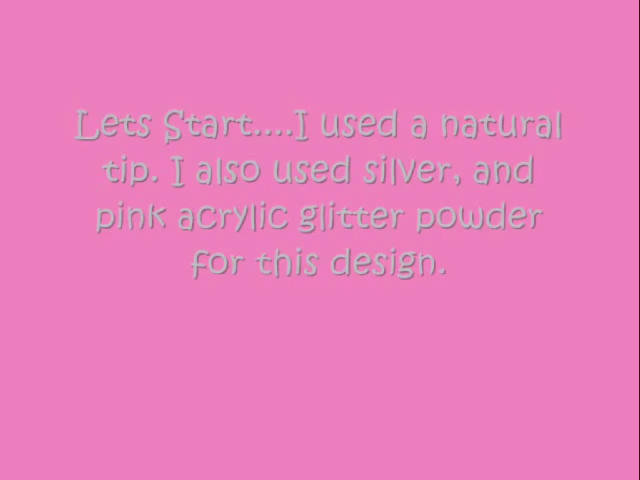 Lets Start....I used a natural
tip. I also used silver, and
pink acrylic glitter powder
for this design.